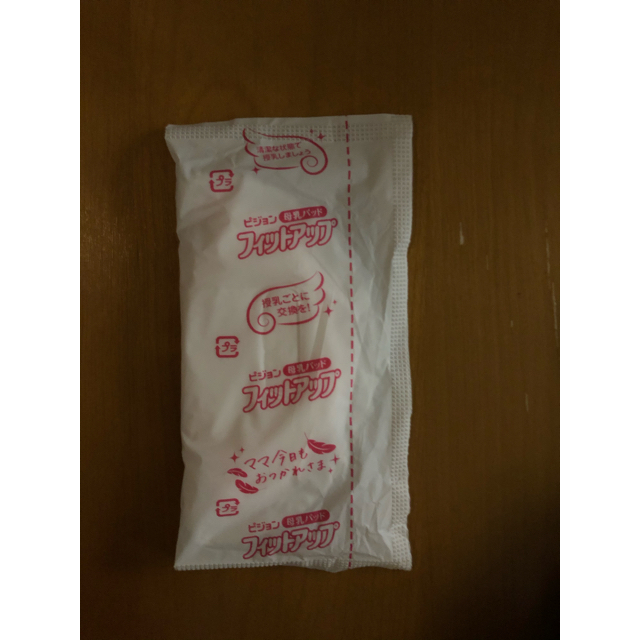 清潔な状態で
授乳しましょう
プラ
ピジョン 母乳パッド
フィットアップ
授乳ごとに
交換を!
プラ
ピジョン 母乳パッド
フィットアップ
ママ今日も
おつかれさま
プラ
ピジョン 母乳パッド
フィットアップ